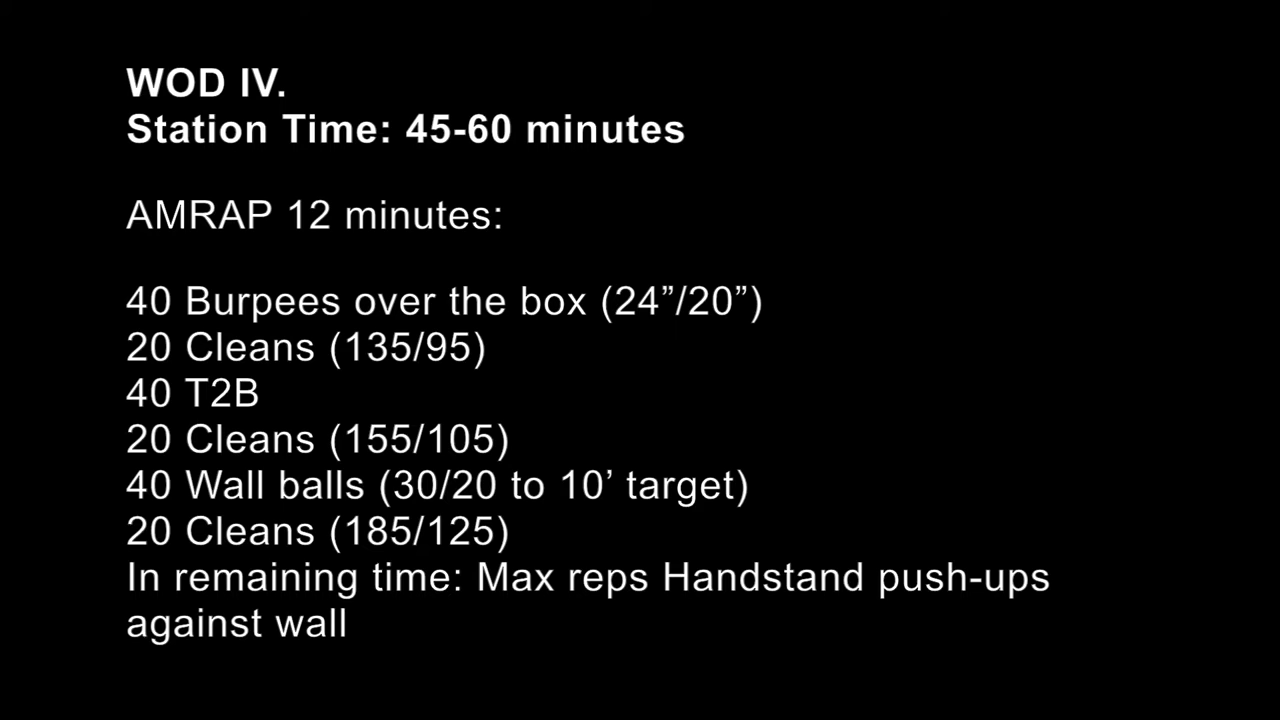 WOD IV.
Station Time: 45-60 minutes
AMRAP 12 minutes:
40 Burpees over the box (24”/20”)
20 Cleans (135/95)
40 T2B
20 Cleans (155/105)
40 Wall balls (30/20 to 10’ target)
20 Cleans (185/125)
In remaining time: Max reps Handstand push-ups
against wall